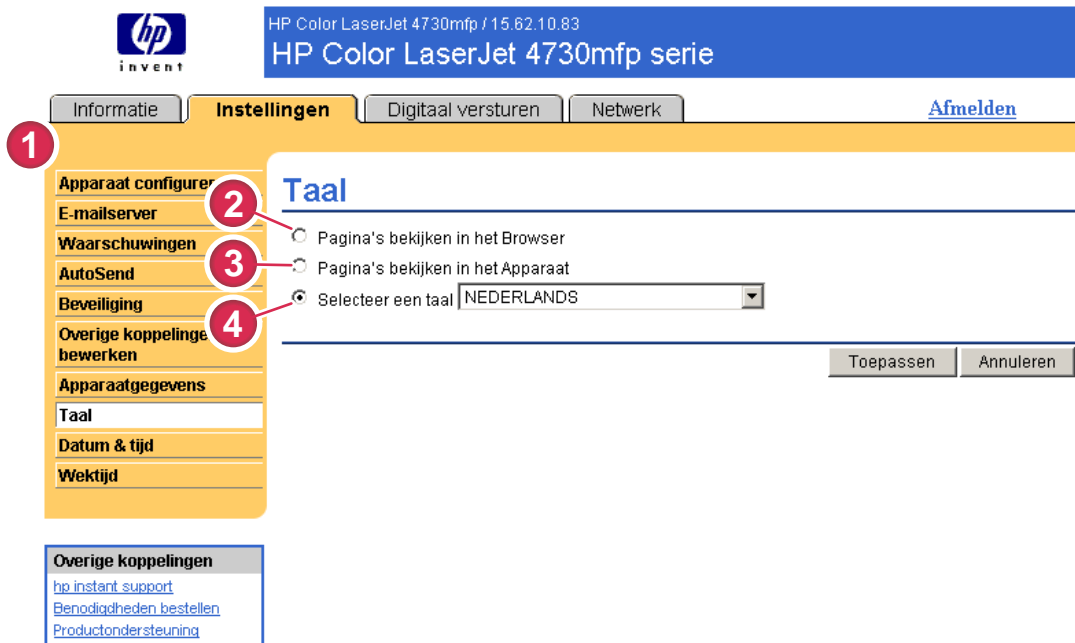 hp
invent
HP Color LaserJet 4730mfp / 15.62.10.83
HP Color LaserJet 4730mfp serie
Informatie
Instellingen
Digitaal versturen
Netwerk
Afmelden
1
Apparaat configurer
E-mailserver
Waarschuwingen
AutoSend
Beveiliging
Overige koppelinge
bewerken
Apparaatgegevens
Taal
Datum & tijd
Wektijd
Taal
2
Pagina's bekijken in het Browser
3
Pagina's bekijken in het Apparaat
4
Selecteer een taal NEDERLANDS
Toepassen
Annuleren
Overige koppelingen
hp instant support
Benodigdheden bestellen
Productondersteuning